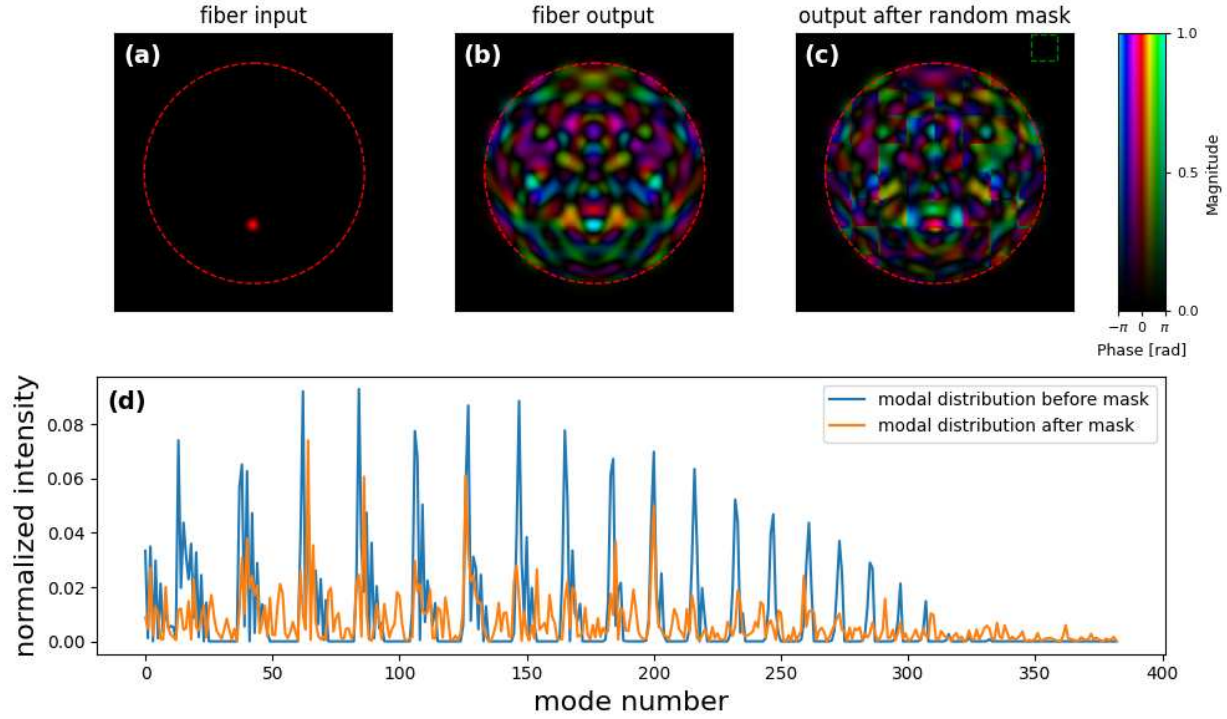 fiber input
fiber output
output after random mask
(a)
(b)
(c)
1.0
0.5
0.0
Magnitude
−π 0 π
Phase [rad]
(d)
modal distribution before mask
modal distribution after mask
0.08
0.06
0.04
0.02
0.00
normalized intensity
0 50 100 150 200 250 300 350 400
mode number